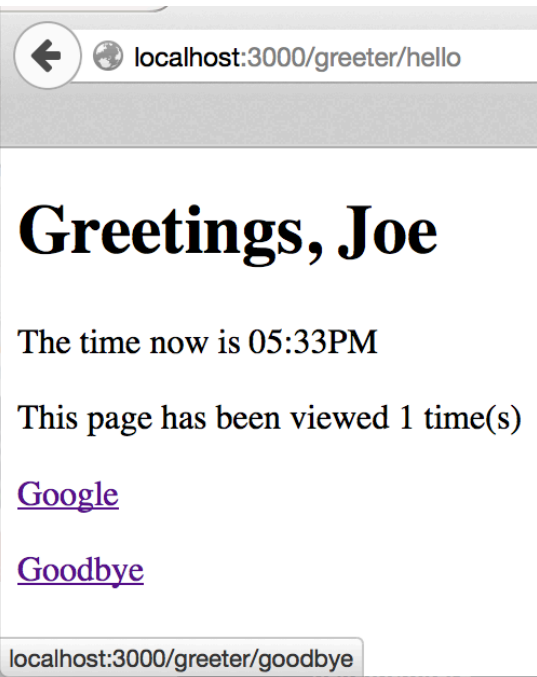 localhost:3000/greeter/hello
Greetings, Joe
The time now is 05:33PM
This page has been viewed 1 time(s)
Google
Goodbye
localhost:3000/greeter/goodbye